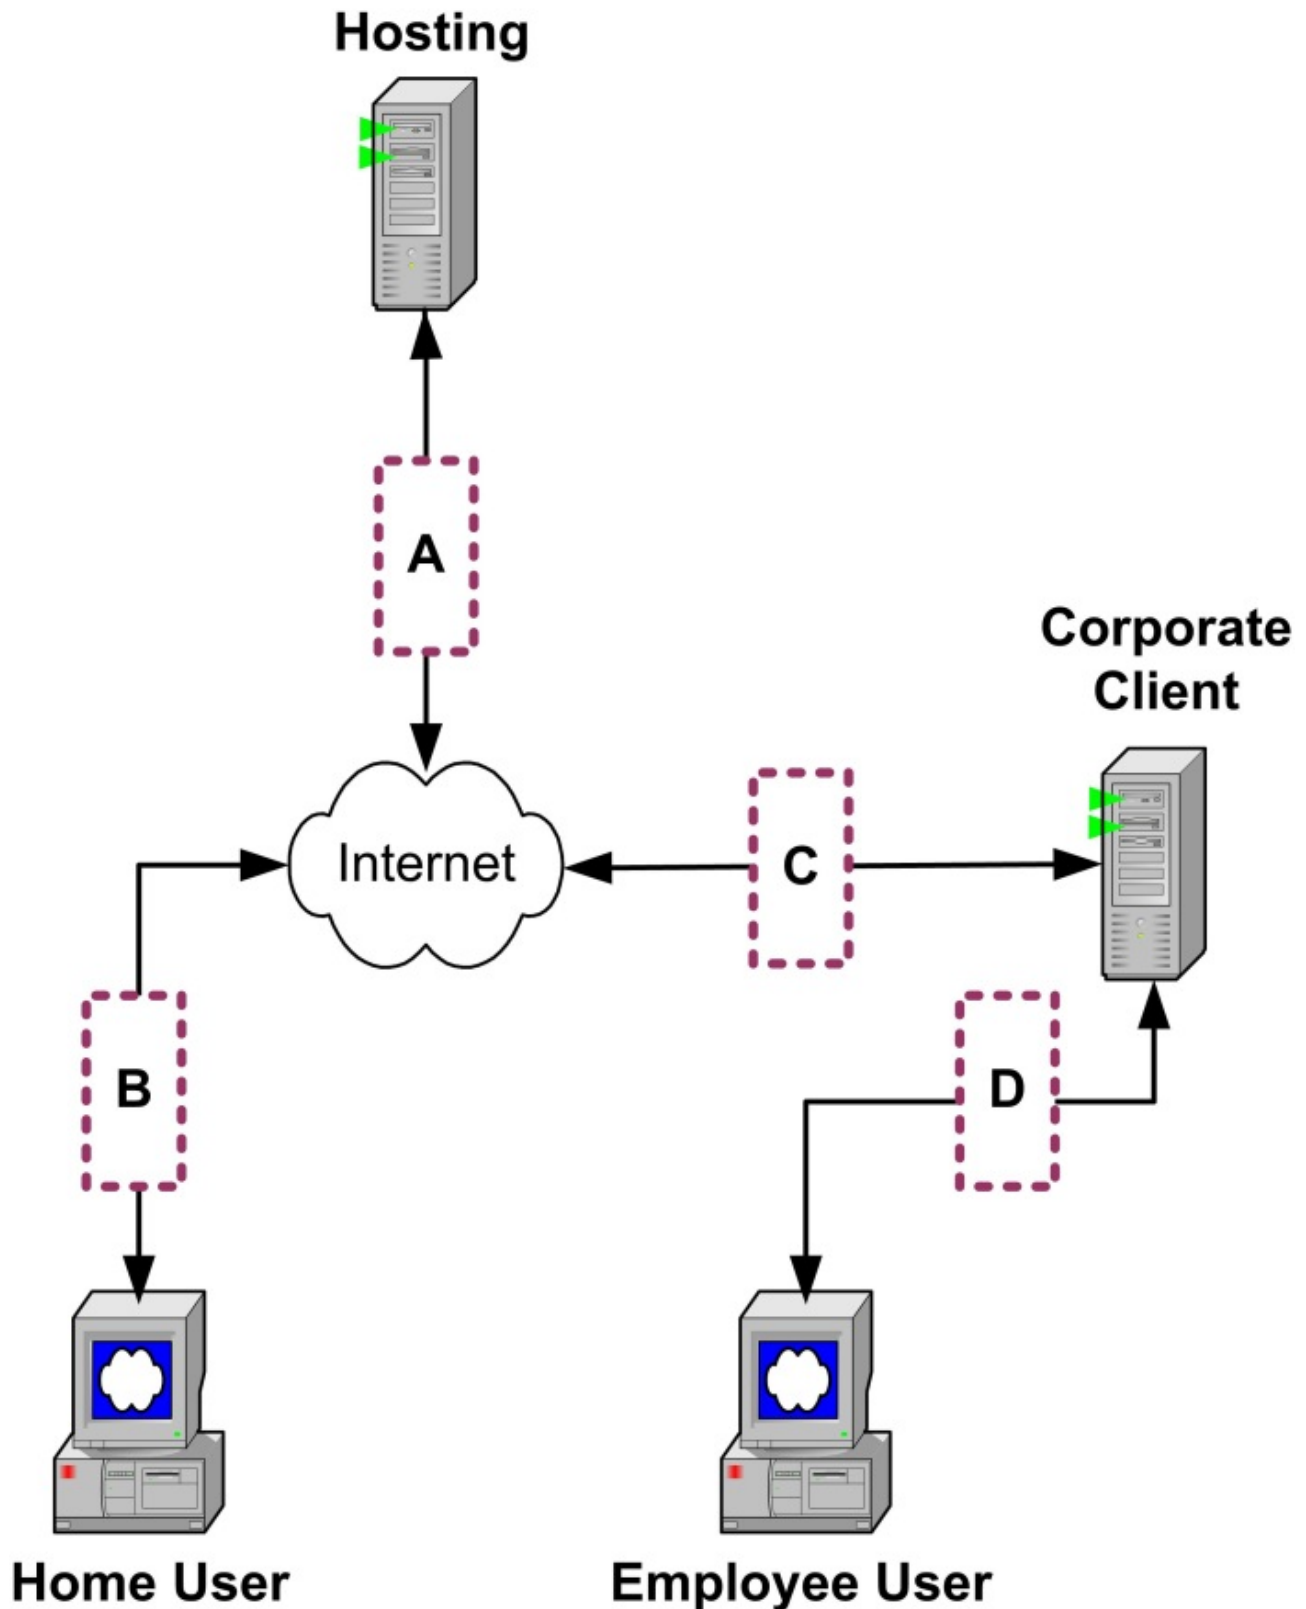 Hosting
A
Corporate
Client
Internet
C
B
D
Home User
Employee User